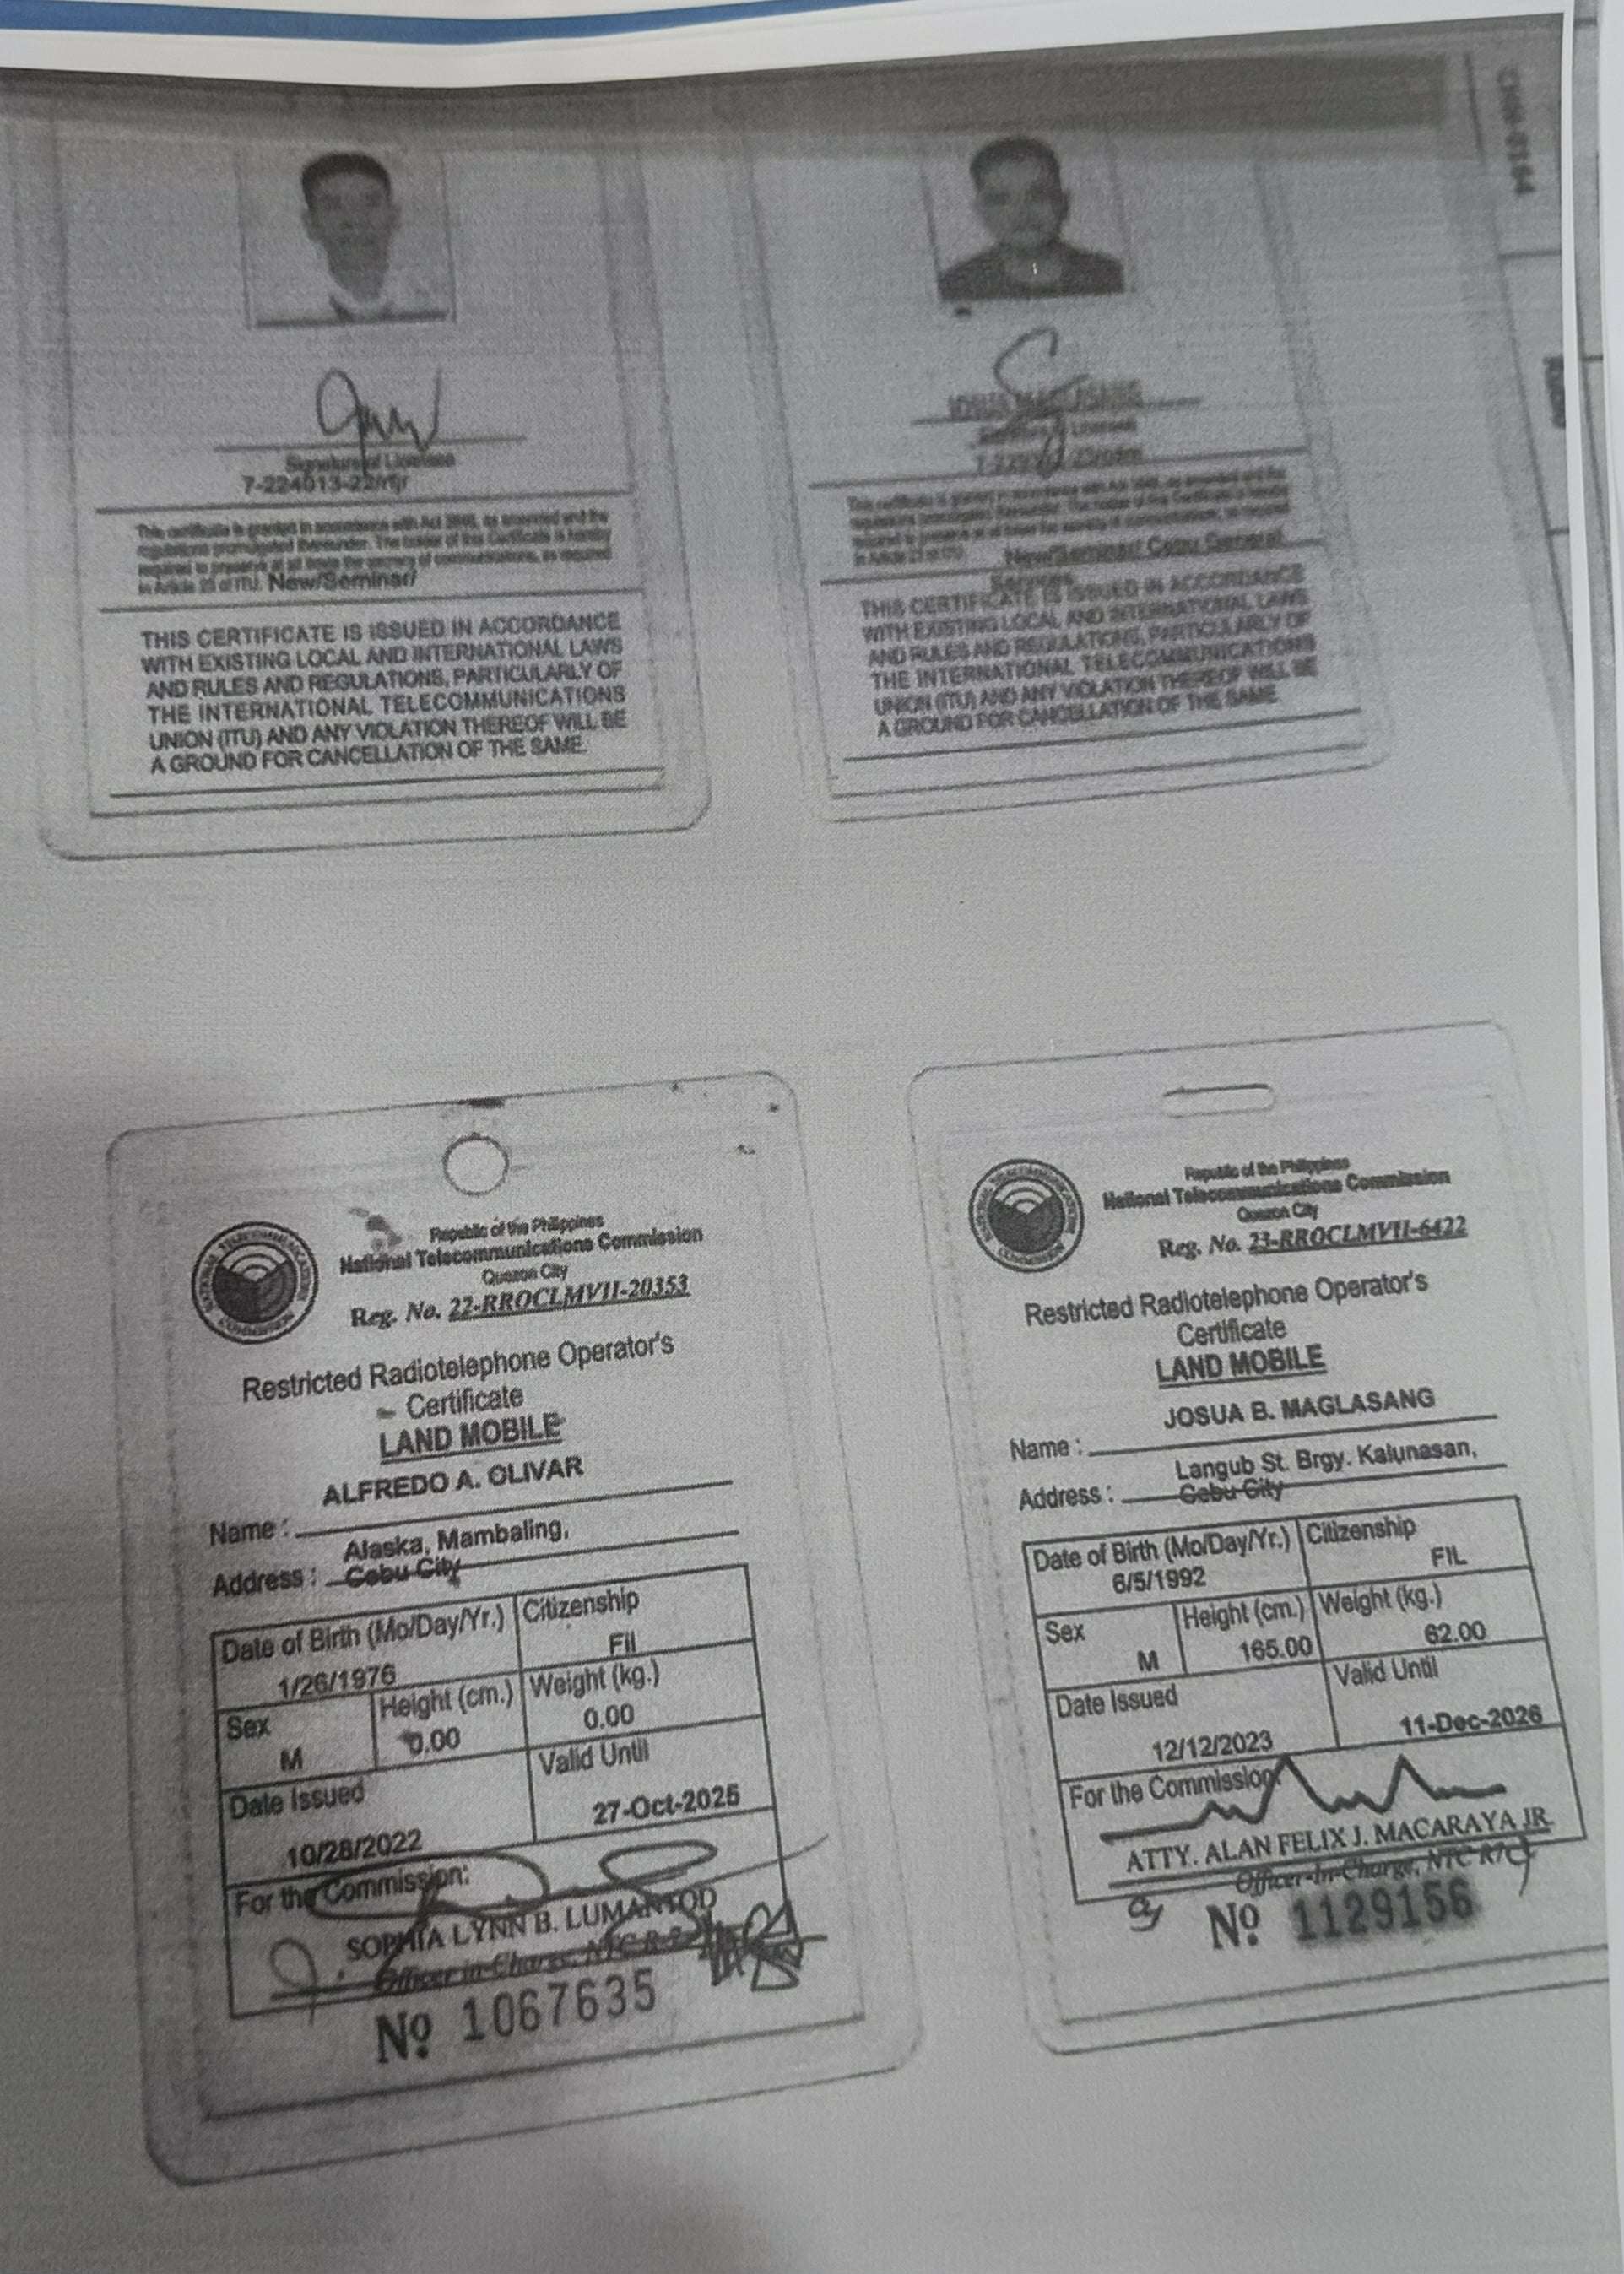 Signature of Licensee
7-224013-22/rfjr
This certificate is granted in accordance with Act 3846, as amended and the
regulations promulgated thereunder. The holder of this Certificate is hereby
required to preserve at all times the secrecy of communications, as required
in Article 23 of ITU. New/Seminar/
THIS CERTIFICATE IS ISSUED IN ACCORDANCE
WITH EXISTING LOCAL AND INTERNATIONAL LAWS
AND RULES AND REGULATIONS, PARTICULARLY OF
THE INTERNATIONAL TELECOMMUNICATIONS
UNION (ITU) AND ANY VIOLATION THEREOF WILL BE
A GROUND FOR CANCELLATION OF THE SAME.
JOSUA MAGLASANG
Licensee
This certificate is granted in accordance with Act 3846, as amended and the
regulations promulgated thereunder. The holder of this Certificate is hereby
required to preserve at all times the secrecy of communications, as required
in Article 23 of ITU. New/Seminar/ Cebu General
Services
THIS CERTIFICATE IS ISSUED IN ACCORDANCE
WITH EXISTING LOCAL AND INTERNATIONAL LAWS
AND RULES AND REGULATIONS, PARTICULARLY OF
THE INTERNATIONAL TELECOMMUNICATIONS
UNION (ITU) AND ANY VIOLATION THEREOF WILL BE
A GROUND FOR CANCELLATION OF THE SAME.
Republic of the Philippines
National Telecommunications Commission
Quezon City
Reg. No. 22-RROCLMVII-20353
Restricted Radiotelephone Operator's
Certificate
LAND MOBILE
ALFREDO A. OLIVAR
Name :
Alaska, Mambaling,
Address : Cebu City
Date of Birth (Mo/Day/Yr.) Citizenship
1/26/1976 Fil
Sex Height (cm.) Weight (kg.)
M 0.00 0.00
Date Issued Valid Until
10/28/2022 27-Oct-2025
For the Commission:
SOPHIA LYNN B. LUMANTOD
Officer in-Charge, NTC R-7
Nº 1067635
Republic of the Philippines
National Telecommunications Commission
Quezon City
Reg. No. 23-RROCLMVII-6422
Restricted Radiotelephone Operator's
Certificate
LAND MOBILE
JOSUA B. MAGLASANG
Name :
Langub St. Brgy. Kalunasan,
Address : Cebu City
Date of Birth (Mo/Day/Yr.) Citizenship
6/5/1992 FIL
Sex Height (cm.) Weight (kg.)
M 165.00 62.00
Date Issued Valid Until
12/12/2023 11-Dec-2026
For the Commission
ATTY. ALAN FELIX J. MACARAYA JR.
Officer-In-Charge, NTC R7
Nº 1129156